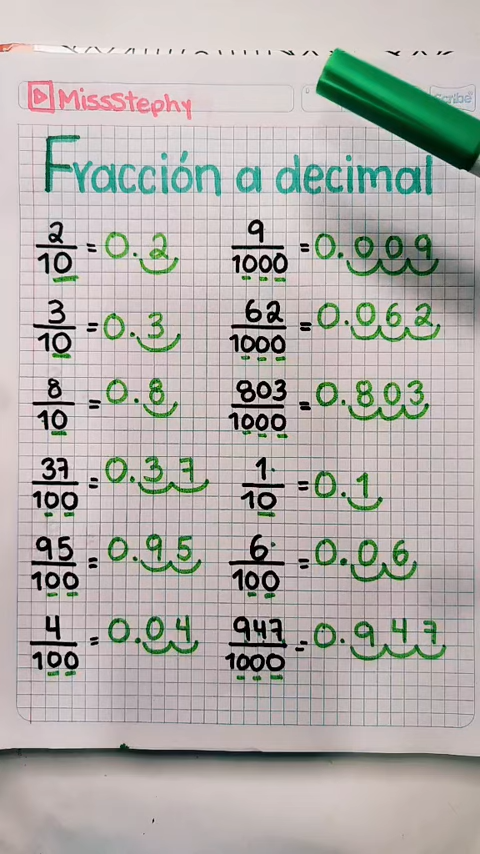 MissStephy
Scribe
Fracción a decimal
2/10 = 0.2
3/10 = 0.3
8/10 = 0.8
37/100 = 0.37
95/100 = 0.95
4/100 = 0.04
9/1000 = 0.009
62/1000 = 0.062
803/1000 = 0.803
1/10 = 0.1
6/100 = 0.06
947/1000 = 0.947